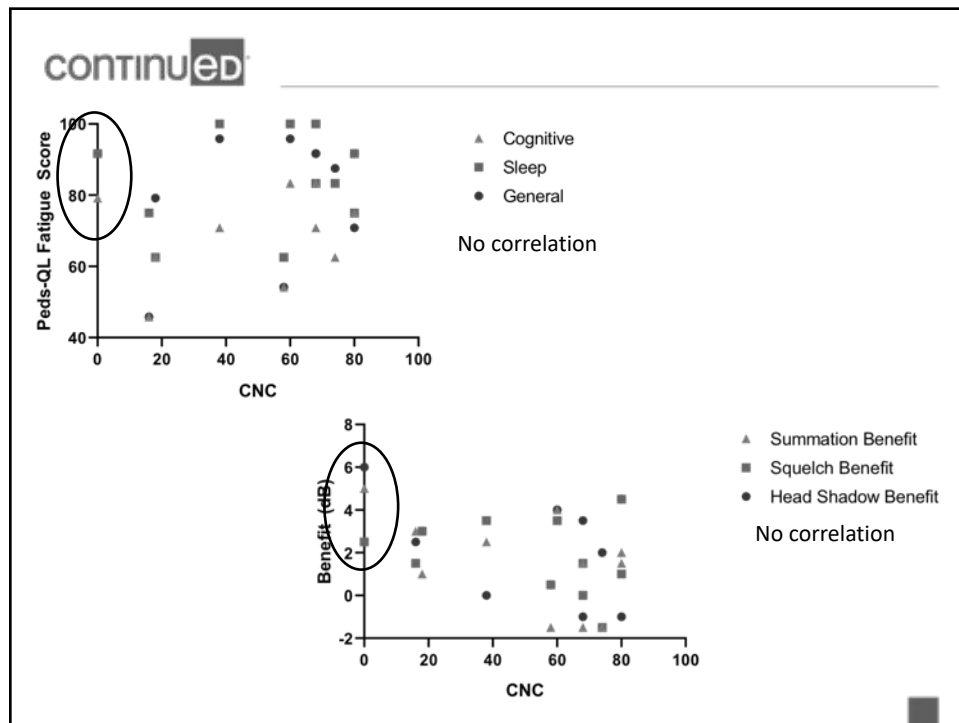 continued
100
80
60
40
Peds-QL Fatigue Score
0 20 40 60 80 100
CNC
Cognitive
Sleep
General
No correlation
8
6
4
2
0
-2
Benefit (dB)
0 20 40 60 80 100
CNC
Summation Benefit
Squelch Benefit
Head Shadow Benefit
No correlation